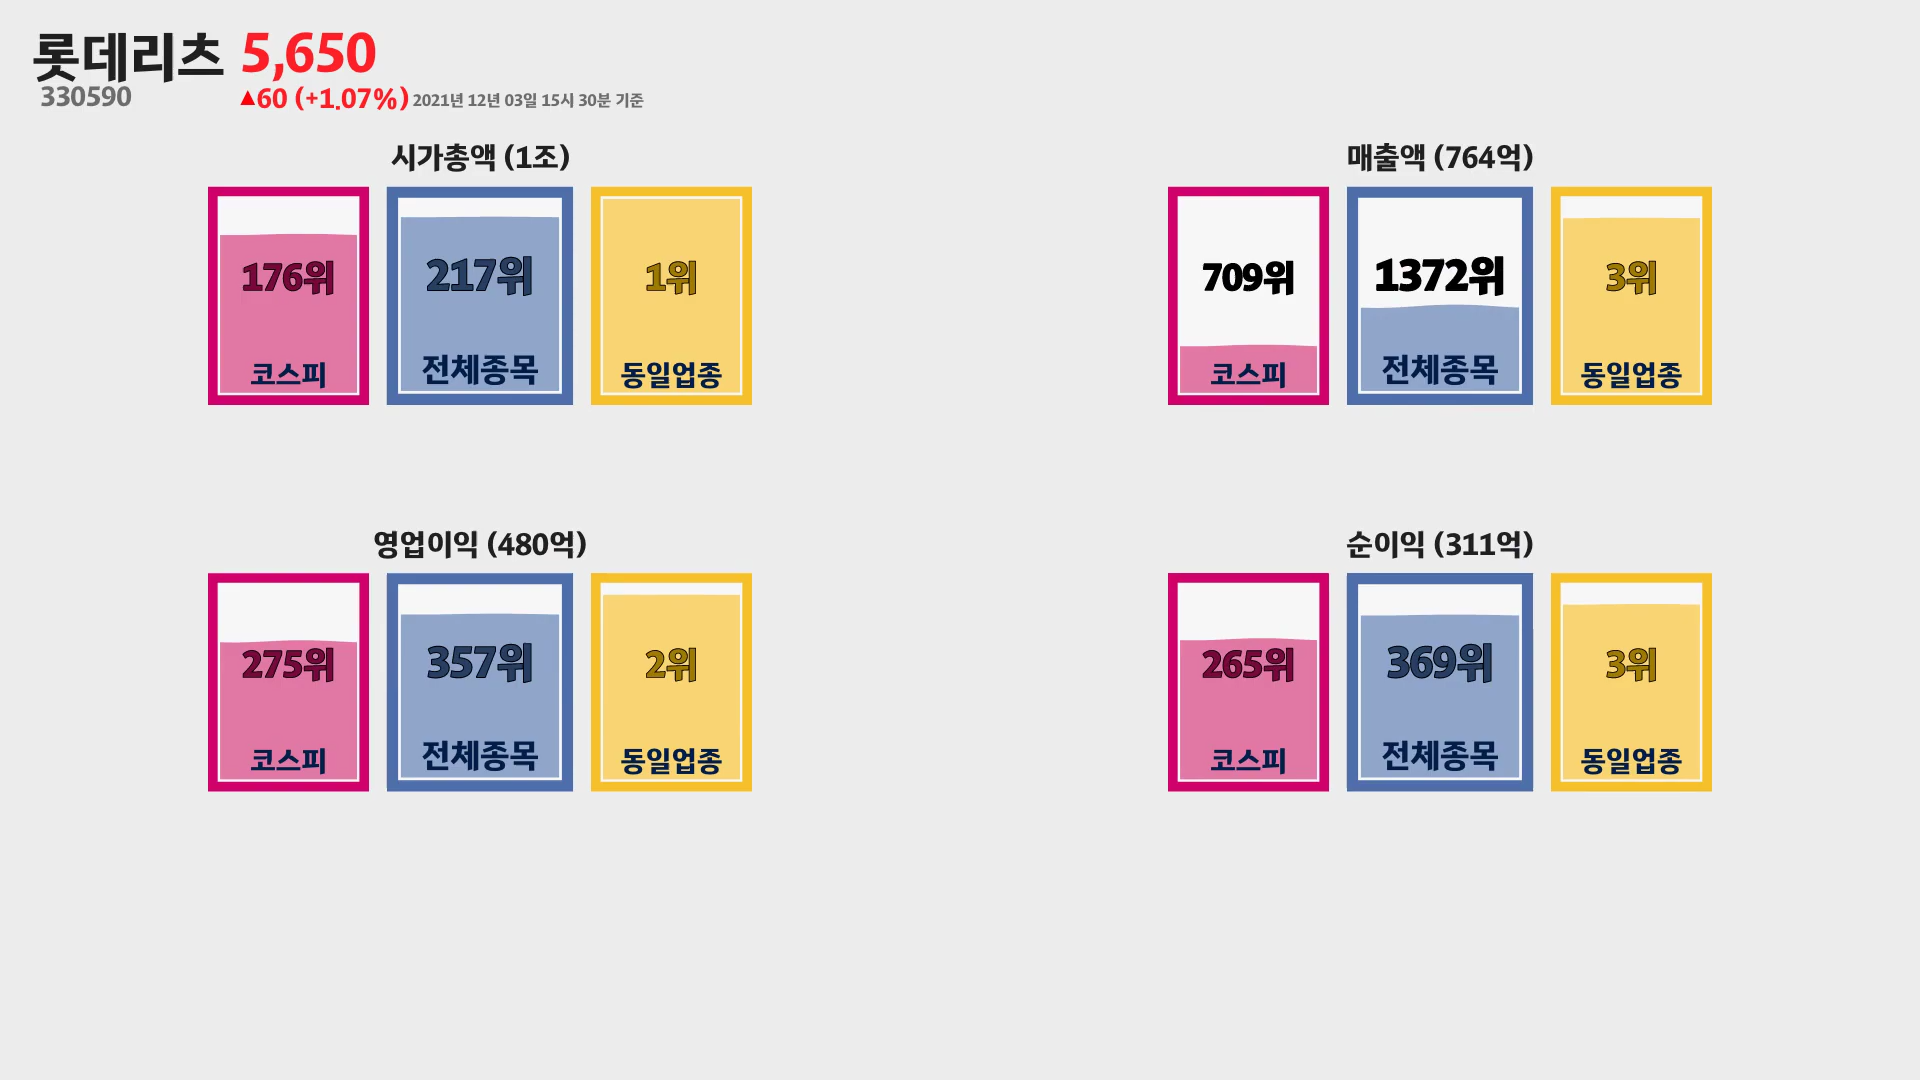 롯데리츠 5,650
330590
▲60 (+1.07%) 2021년 12년 03일 15시 30분 기준
시가총액 (1조)
176위 217위 1위
코스피 전체종목 동일업종
매출액 (764억)
709위 1372위 3위
코스피 전체종목 동일업종
영업이익 (480억)
275위 357위 2위
코스피 전체종목 동일업종
순이익 (311억)
265위 369위 3위
코스피 전체종목 동일업종